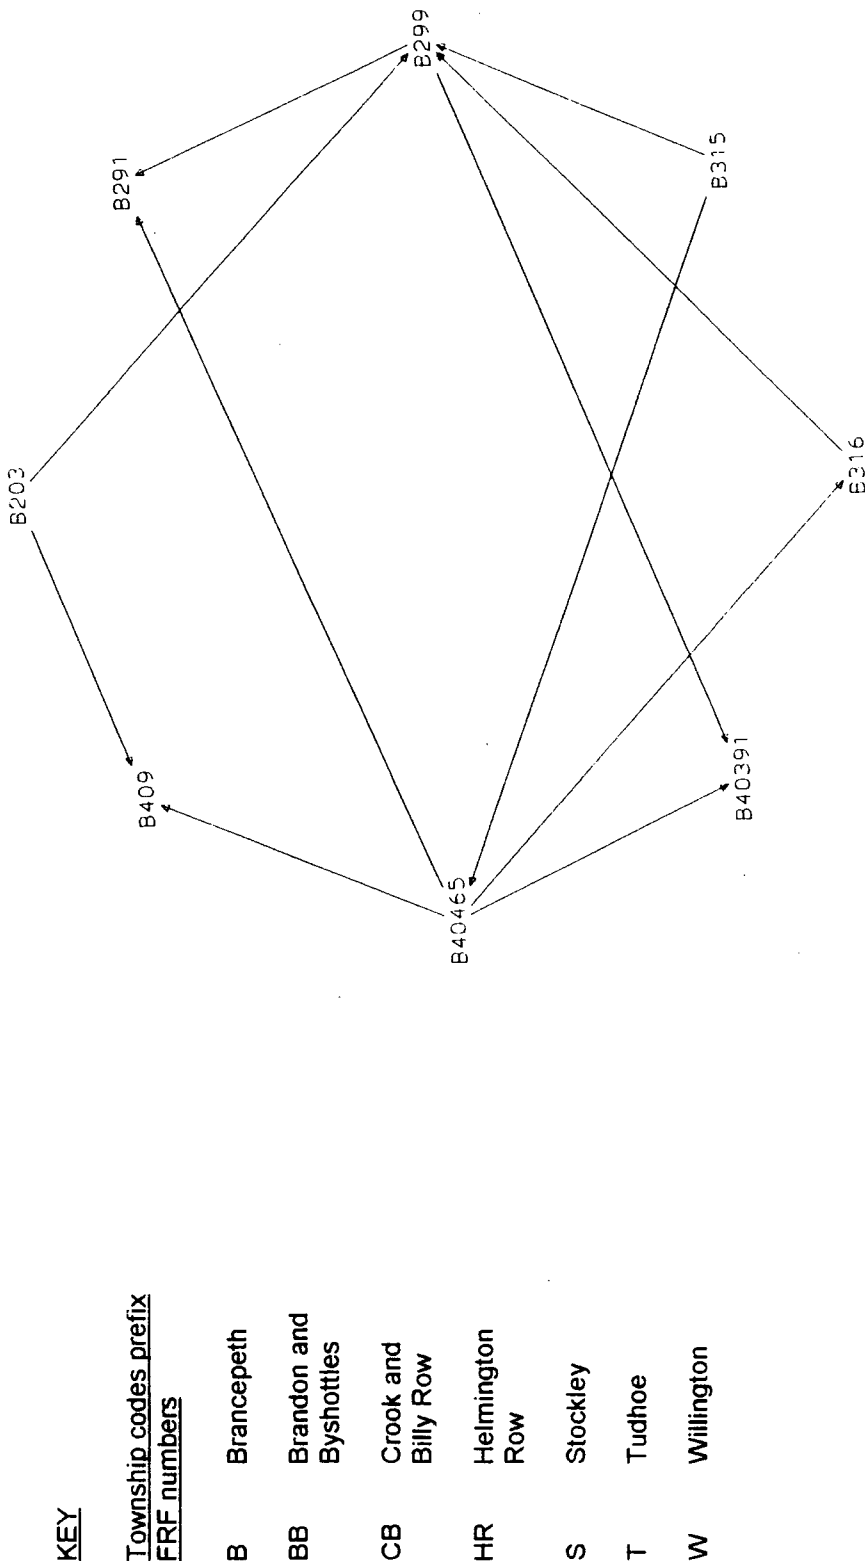 KEY
Township codes prefix
FRF numbers
B Brancepeth
BB Brandon and
Byshottles
CB Crook and
Billy Row
HR Helmington
Row
S Stockley
T Tudhoe
W Willington
B203
B409
B291
B40465
B299
B40391
B315
B316